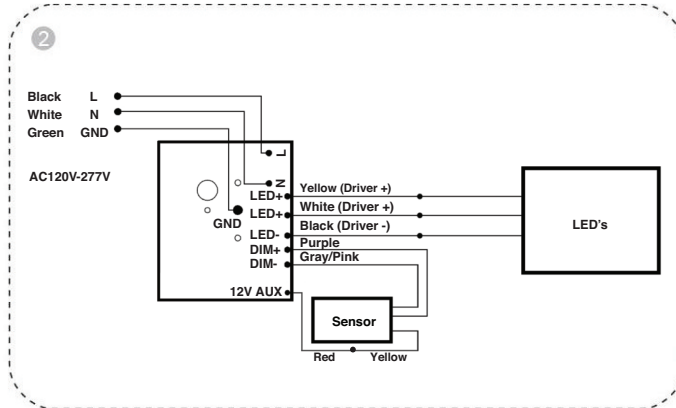 2
Black L
White N
Green GND
AC120V-277V
L
N
GND
LED+ Yellow (Driver +)
LED+ White (Driver +)
LED- Black (Driver -)
DIM+ Purple
DIM- Gray/Pink
12V AUX
LED's
Sensor
Red Yellow